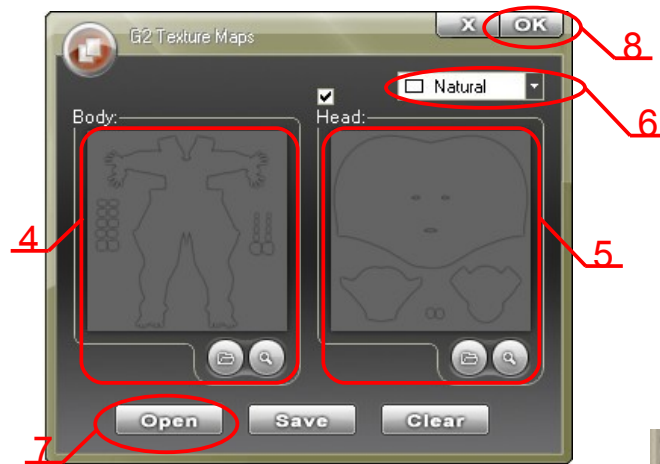 G2 Texture Maps
X
OK
8
Natural
6
Body:
Head:
4
5
Open
Save
Clear
7